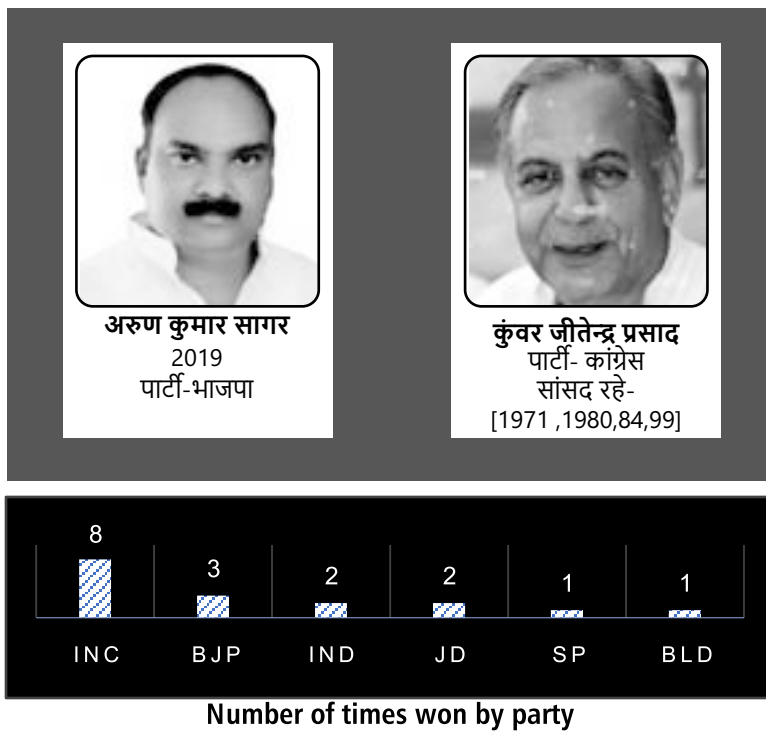 अरुण कुमार सागर
2019
पार्टी-भाजपा
कुंवर जीतेन्द्र प्रसाद
पार्टी- कांग्रेस
सांसद रहे-
[1971 ,1980,84,99]
8 3 2 2 1 1
INC BJP IND JD SP BLD
Number of times won by party